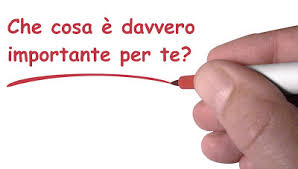 Che cosa è davvero
importante per te?